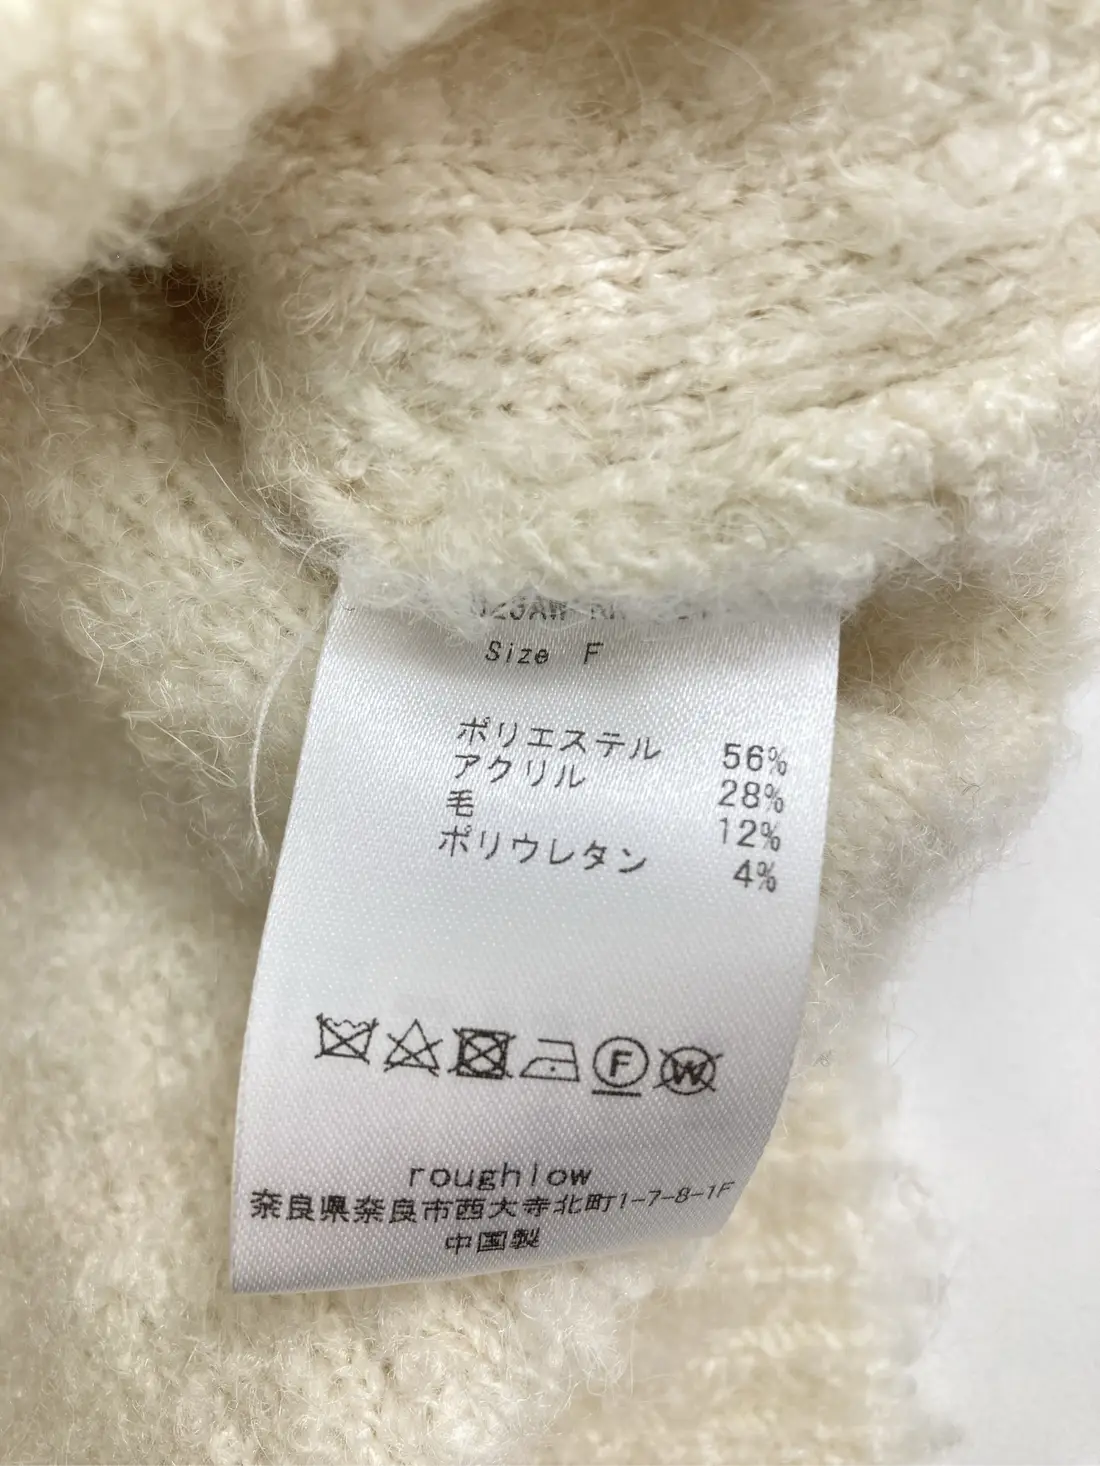 Size F
ポリエステル 56%
アクリル 28%
毛 12%
ポリウレタン 4%
F W
roughlow
奈良県奈良市西大寺北町1-7-8-1F
中国製